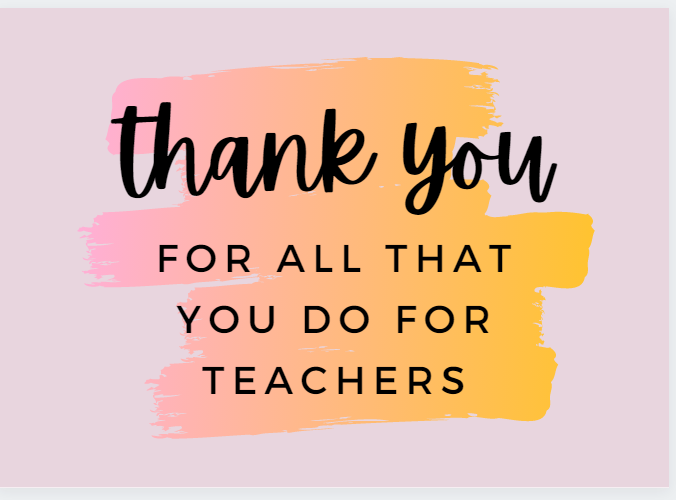 thank you
FOR ALL THAT
YOU DO FOR
TEACHERS